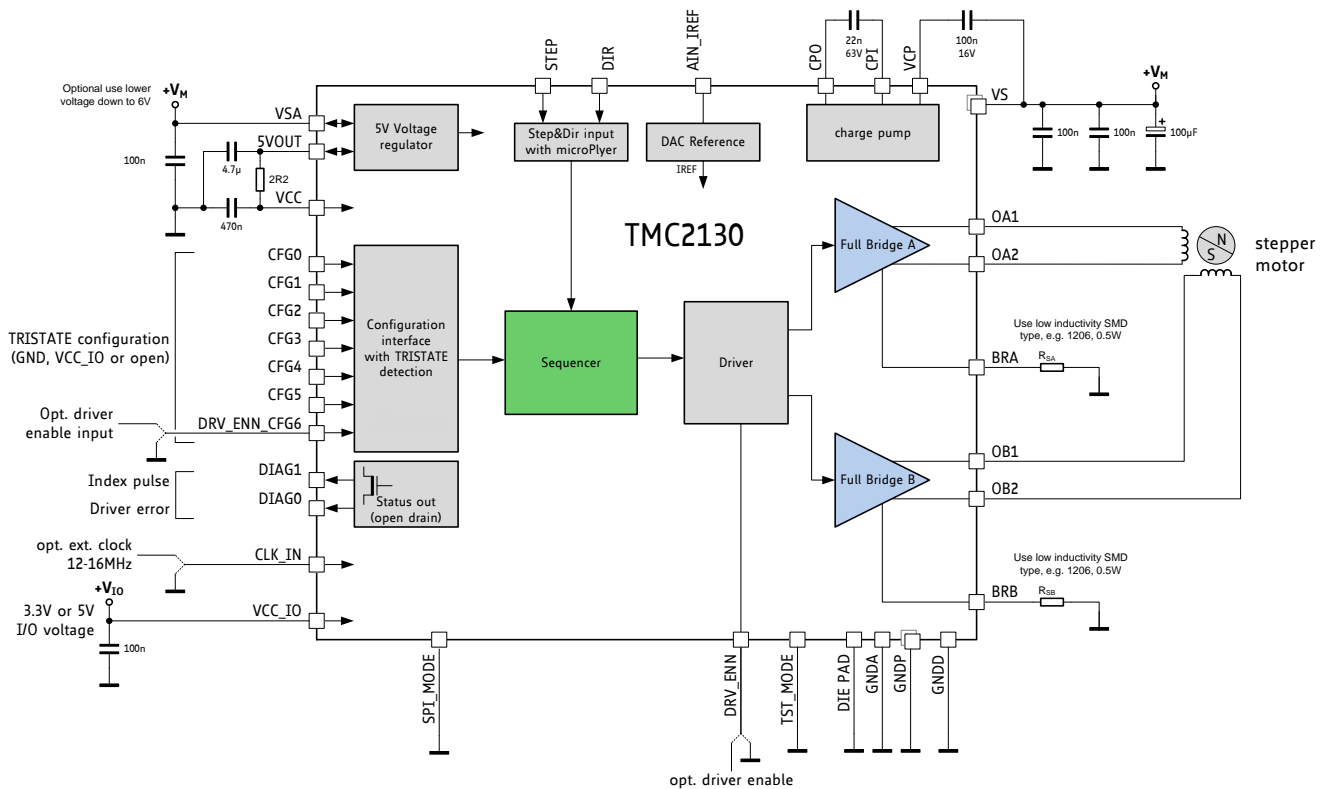 STEP
DIR
AIN_IREF
CPO
22n
63V
CPI
VCP
100n
16V
Optional use lower
voltage down to 6V
+VM
VSA
5VOUT
100n
4.7µ
2R2
VCC
470n
5V Voltage
regulator
Step&Dir input
with microPlyer
DAC Reference
IREF
charge pump
VS
+VM
100n
100n
+
100µF
TMC2130
CFG0
CFG1
CFG2
CFG3
CFG4
CFG5
DRV_ENN_CFG6
TRISTATE configuration
(GND, VCC_IO or open)
Opt. driver
enable input
Configuration
interface
with TRISTATE
detection
Sequencer
Driver
Full Bridge A
Full Bridge B
OA1
OA2
N
S
stepper
motor
Use low inductivity SMD
type, e.g. 1206, 0.5W
BRA
RSA
OB1
OB2
Use low inductivity SMD
type, e.g. 1206, 0.5W
BRB
RSB
Index pulse
Driver error
DIAG1
DIAG0
Status out
(open drain)
opt. ext. clock
12-16MHz
CLK_IN
+VIO
3.3V or 5V
I/O voltage
VCC_IO
100n
SPI_MODE
DRV_ENN
TST_MODE
DIE PAD
GNDA
GNDP
GNDD
opt. driver enable